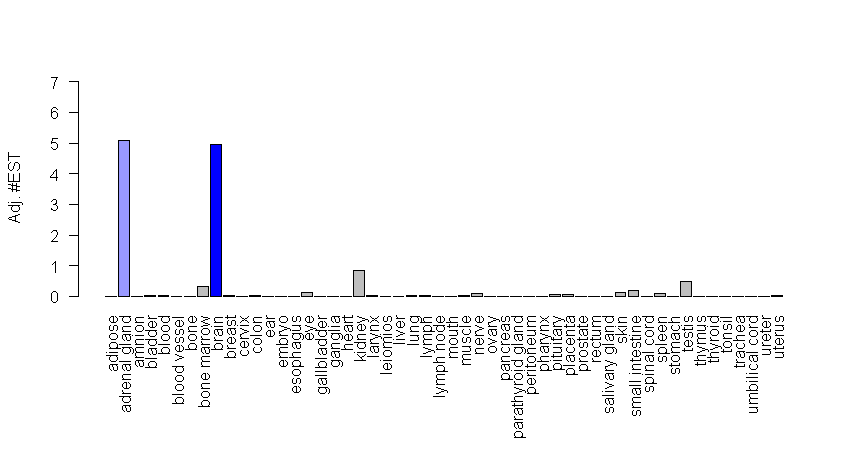 7
6
5
4
3
2
1
0
Adj. #EST
adipose
adrenal gland
amnion
bladder
blood
blood vessel
bone
bone marrow
brain
breast
cervix
colon
ear
embryo
esophagus
eye
gallbladder
ganglia
heart
kidney
larynx
leiomios
liver
lung
lymph
lymph node
mouth
muscle
nerve
ovary
pancreas
parathyroid gland
peritoneum
pharynx
pituitary
placenta
prostate
rectum
salivary gland
skin
small intestine
spinal cord
spleen
stomach
testis
thymus
thyroid
tonsil
trachea
umbilical cord
ureter
uterus